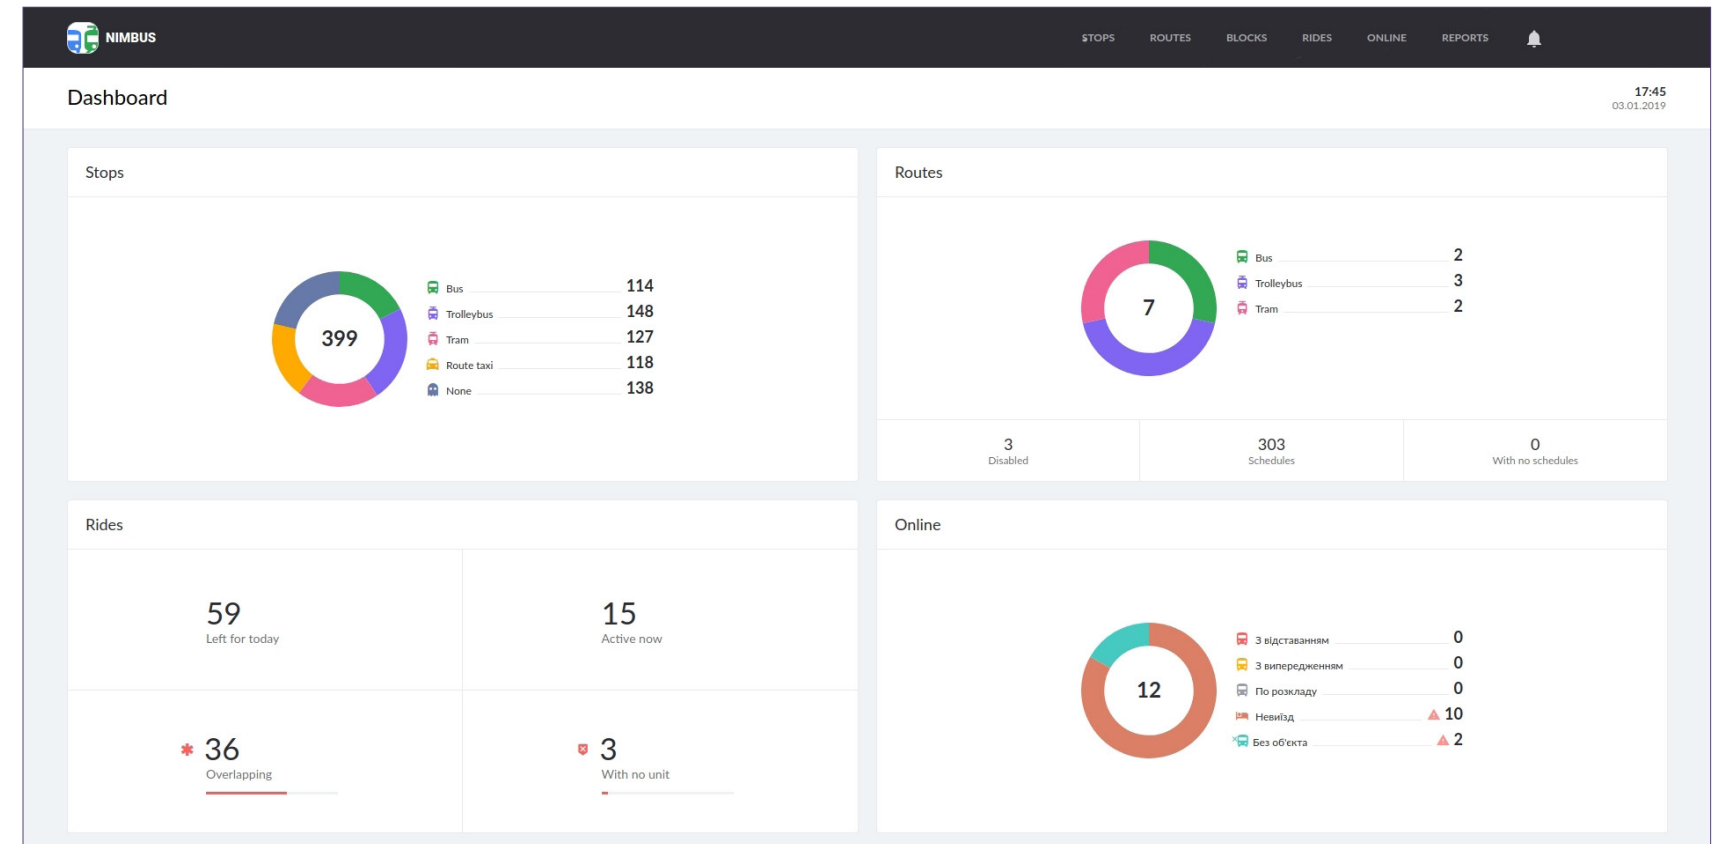 NIMBUS
STOPS ROUTES BLOCKS RIDES ONLINE REPORTS
Dashboard
17:45
03.01.2019
Stops
399
Bus 114
Trolleybus 148
Tram 127
Route taxi 118
None 138
Routes
7
Bus 2
Trolleybus 3
Tram 2
3
Disabled
303
Schedules
0
With no schedules
Rides
59
Left for today
15
Active now
36
Overlapping
3
With no unit
Online
12
З відставанням 0
З випередженням 0
По розкладу 0
Невиїзд 10
Без об'єкта 2